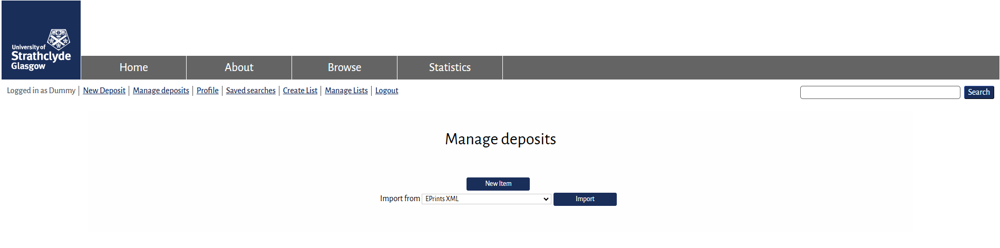 University of
Strathclyde
Glasgow
Home About Browse Statistics
Logged in as Dummy | New Deposit | Manage deposits | Profile | Saved searches | Create List | Manage Lists | Logout Search
Manage deposits
New Item
Import from EPrints XML Import